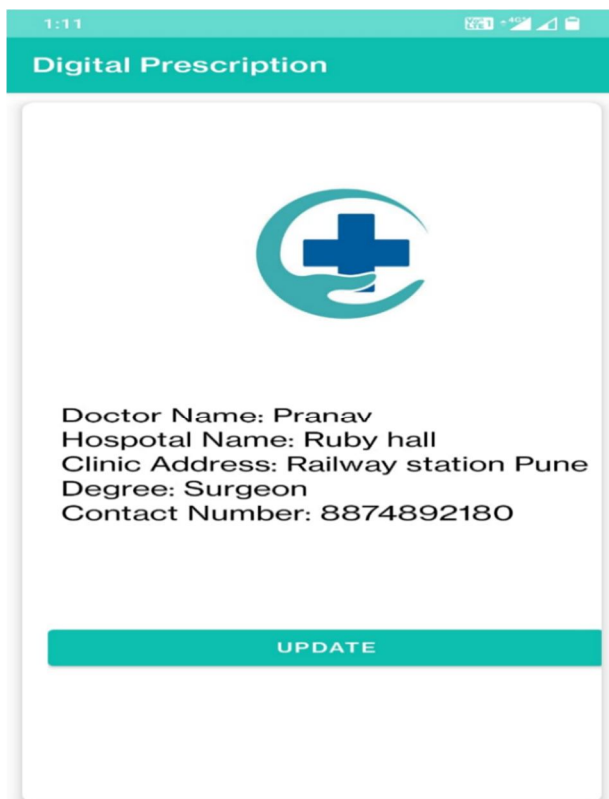 1:11
4G
Digital Prescription
Doctor Name: Pranav
Hospotal Name: Ruby hall
Clinic Address: Railway station Pune
Degree: Surgeon
Contact Number: 8874892180
UPDATE